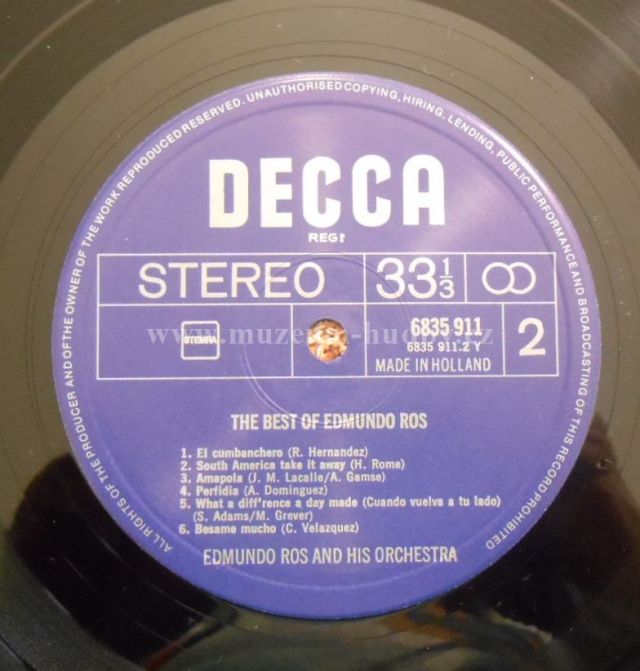 ALL RIGHTS OF THE PRODUCER AND OF THE OWNER OF THE WORK REPRODUCED RESERVED. UNAUTHORISED COPYING, HIRING, LENDING, PUBLIC PERFORMANCE AND BROADCASTING OF THIS RECORD PROHIBITED
DECCA
REGD
STEREO 33 1/3
STEMRA 6835 911 2
6835 911.2 Y
MADE IN HOLLAND
THE BEST OF EDMUNDO ROS
1. El cumbanchero (R. Hernandez)
2. South America take it away (H. Rome)
3. Amapola (J. M. Lacalle/A. Gamse)
4. Perfidia (A. Dominguez)
5. What a diff'rence a day made (Cuando vuelva a tu lado)
(S. Adams/M. Grever)
6. Besame mucho (C. Velazquez)
EDMUNDO ROS AND HIS ORCHESTRA